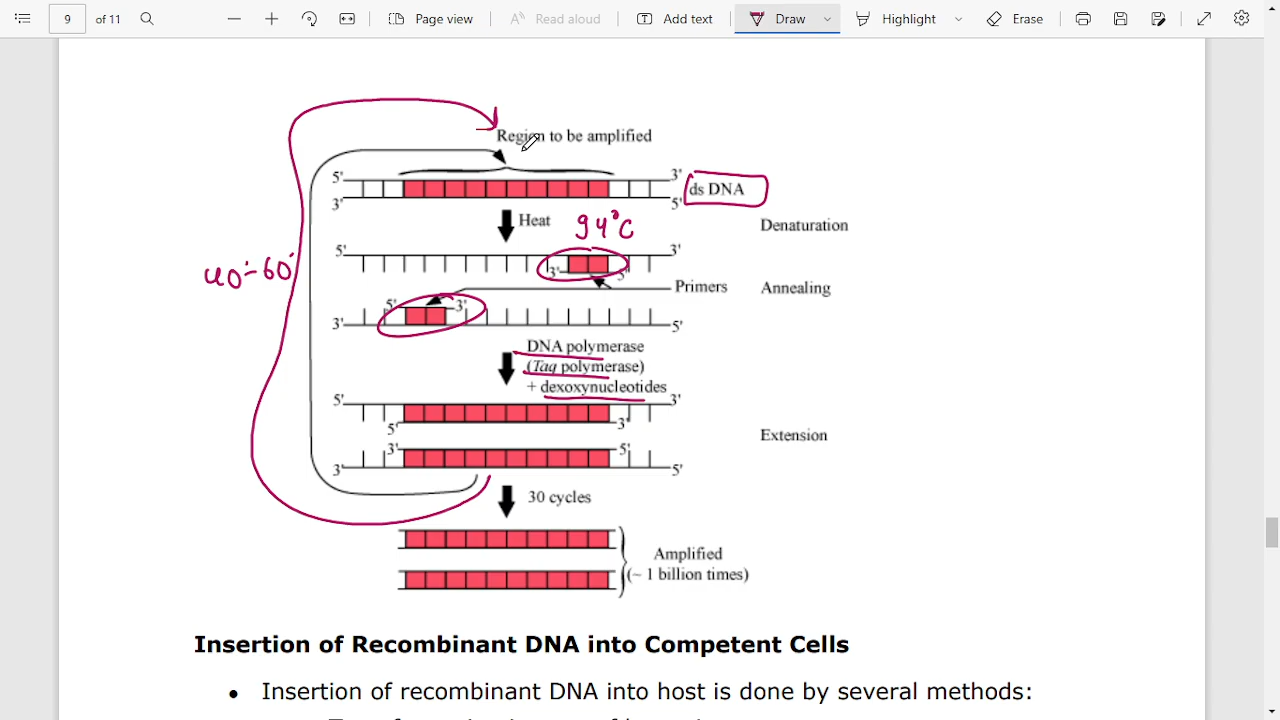 9 of 11 Page view Read aloud Add text Draw Highlight Erase
Region to be amplified
5' 3'
ds DNA
3' 5'
Heat 94°C
Denaturation
5' 3'
3' 5'
Primers Annealing
5' 3'
3' 5'
40°-60°
DNA polymerase
(Taq polymerase)
+ dexoxynucleotides
5' 3'
5' 3'
Extension
3' 5'
3' 5'
30 cycles
Amplified
(~ 1 billion times)
Insertion of Recombinant DNA into Competent Cells
• Insertion of recombinant DNA into host is done by several methods: